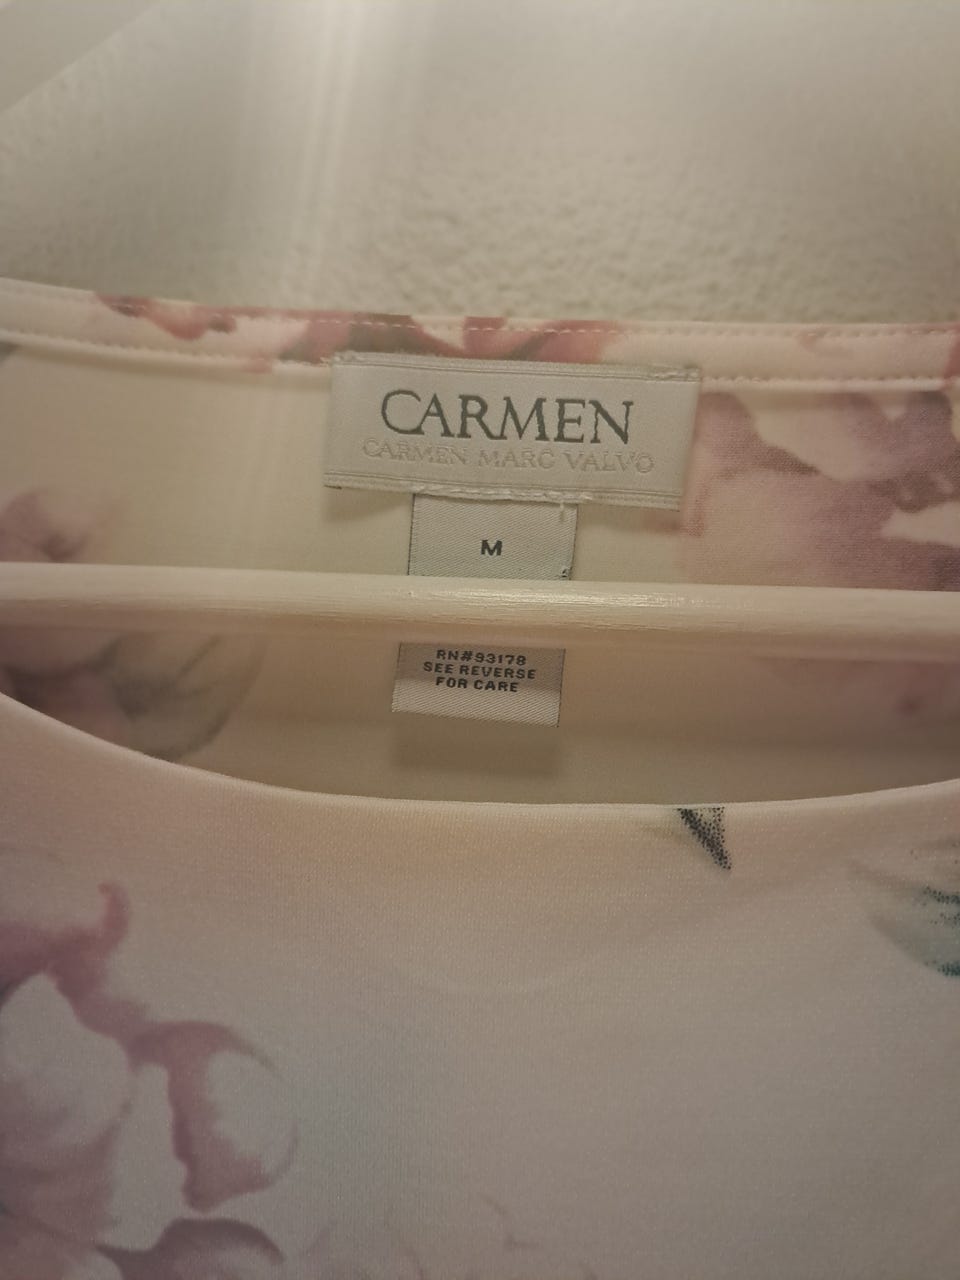 CARMEN
CARMEN MARC VALVO
M
RN#93178
SEE REVERSE
FOR CARE